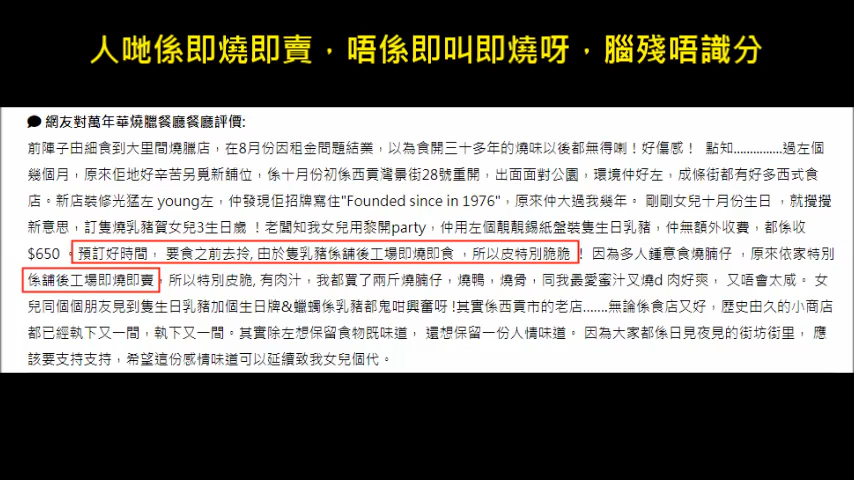 人哋係即燒即賣，唔係即叫即燒呀，腦殘唔識分
網友對萬年華燒臘餐廳餐廳評價:
前陣子由細食到大里間燒臘店，在8月份因租金問題結業，以為食開三十多年的燒味以後都無得喇！好傷感！ 點知...............過左個
幾個月，原來佢地好辛苦另覓新舖位，係十月份初係西貢灣景街28號重開，出面面對公園，環境仲好左，成條街都有好多西式食
店。新店裝修光猛左 young左，仲發現佢招牌寫住"Founded since in 1976"，原來仲大過我幾年。 剛剛女兒十月份生日 ，就攪攪
新意思，訂隻燒乳豬賀女兒3生日歲 ！老闆知我女兒用黎開party，仲用左個靚靚錫紙盤裝隻生日乳豬，仲無額外收費，都係收
$650 。預訂好時間， 要食之前去拎, 由於隻乳豬係舖後工場即燒即食 ，所以皮特別脆脆 ！因為多人鍾意食燒腩仔 ，原來依家特別
係舖後工場即燒即賣，所以特別皮脆, 有肉汁，我都買了兩斤燒腩仔，燒鴨，燒骨，同我最愛蜜汁叉燒d 肉好爽， 又唔會太咸。 女
兒同個個朋友見到隻生日乳豬加個生日牌&蠟蠋係乳豬都鬼咁興奮呀 !其實係西貢市的老店.......無論係食店又好，歷史由久的小商店
都已經執下又一間，執下又一間。其實除左想保留食物既味道， 還想保留一份人情味道。 因為大家都係日見夜見的街坊街里， 應
該要支持支持，希望這份感情味道可以延續致我女兒個代。